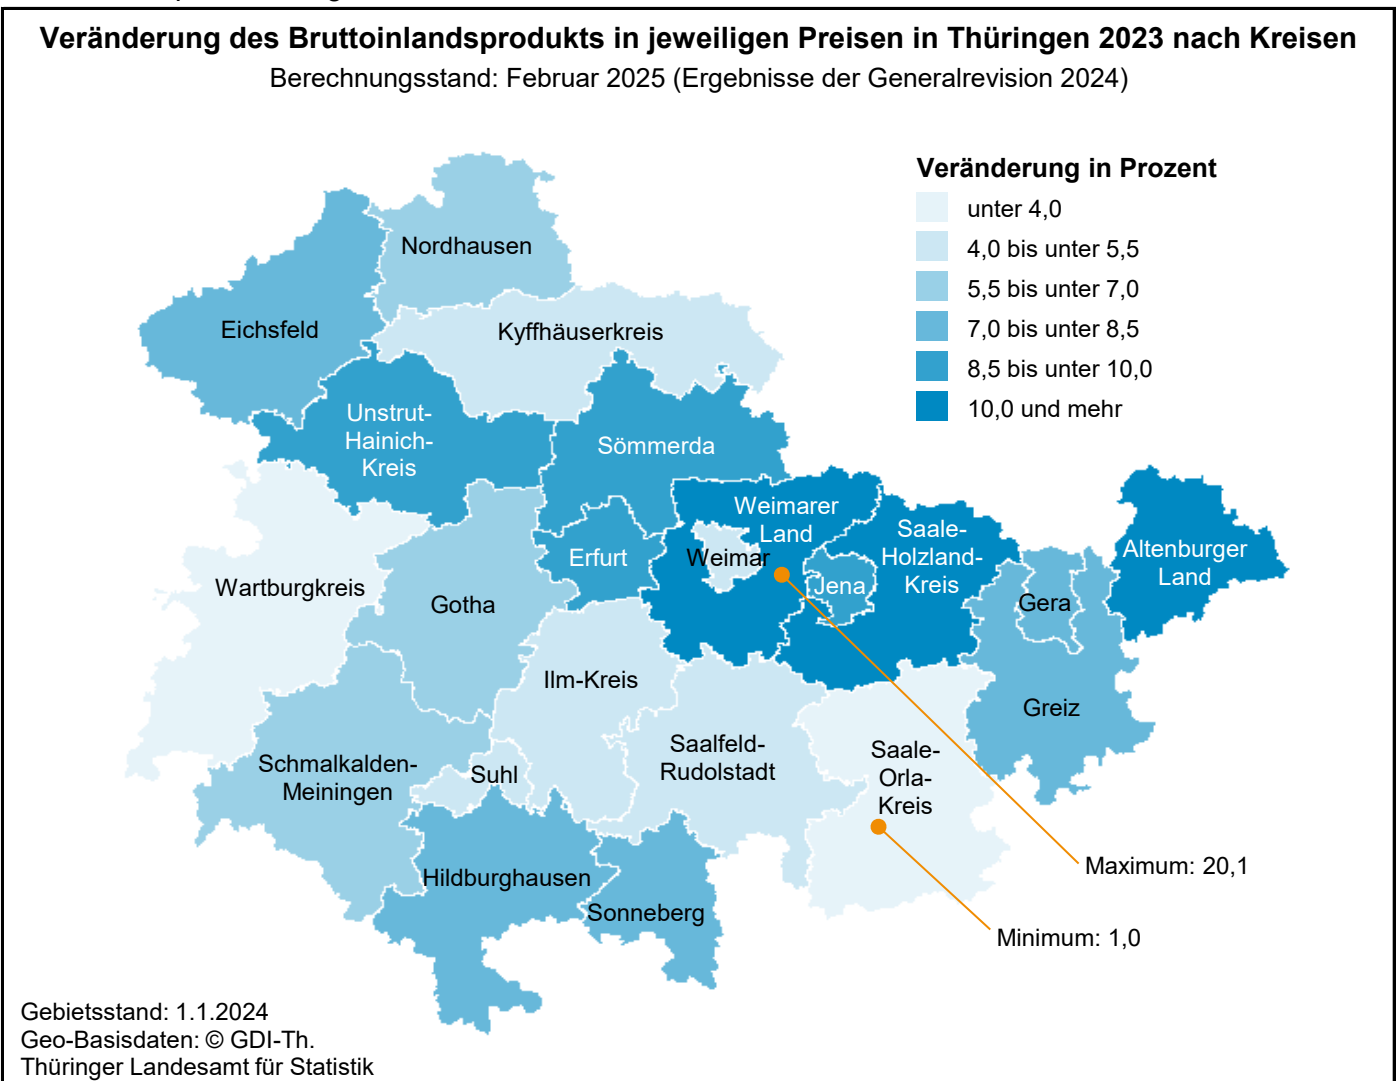 Veränderung des Bruttoinlandsprodukts in jeweiligen Preisen in Thüringen 2023 nach Kreisen
Berechnungsstand: Februar 2025 (Ergebnisse der Generalrevision 2024)
Veränderung in Prozent
unter 4,0
4,0 bis unter 5,5
5,5 bis unter 7,0
7,0 bis unter 8,5
8,5 bis unter 10,0
10,0 und mehr
Nordhausen
Eichsfeld
Kyffhäuserkreis
Unstrut-
Hainich-
Kreis
Sömmerda
Weimarer
Land
Saale-
Holzland-
Kreis
Altenburger
Land
Erfurt
Weimar
Jena
Wartburgkreis
Gotha
Gera
Ilm-Kreis
Greiz
Saalfeld-
Rudolstadt
Saale-
Orla-
Kreis
Schmalkalden-
Meiningen
Suhl
Hildburghausen
Sonneberg
Maximum: 20,1
Minimum: 1,0
Gebietsstand: 1.1.2024
Geo-Basisdaten: © GDI-Th.
Thüringer Landesamt für Statistik